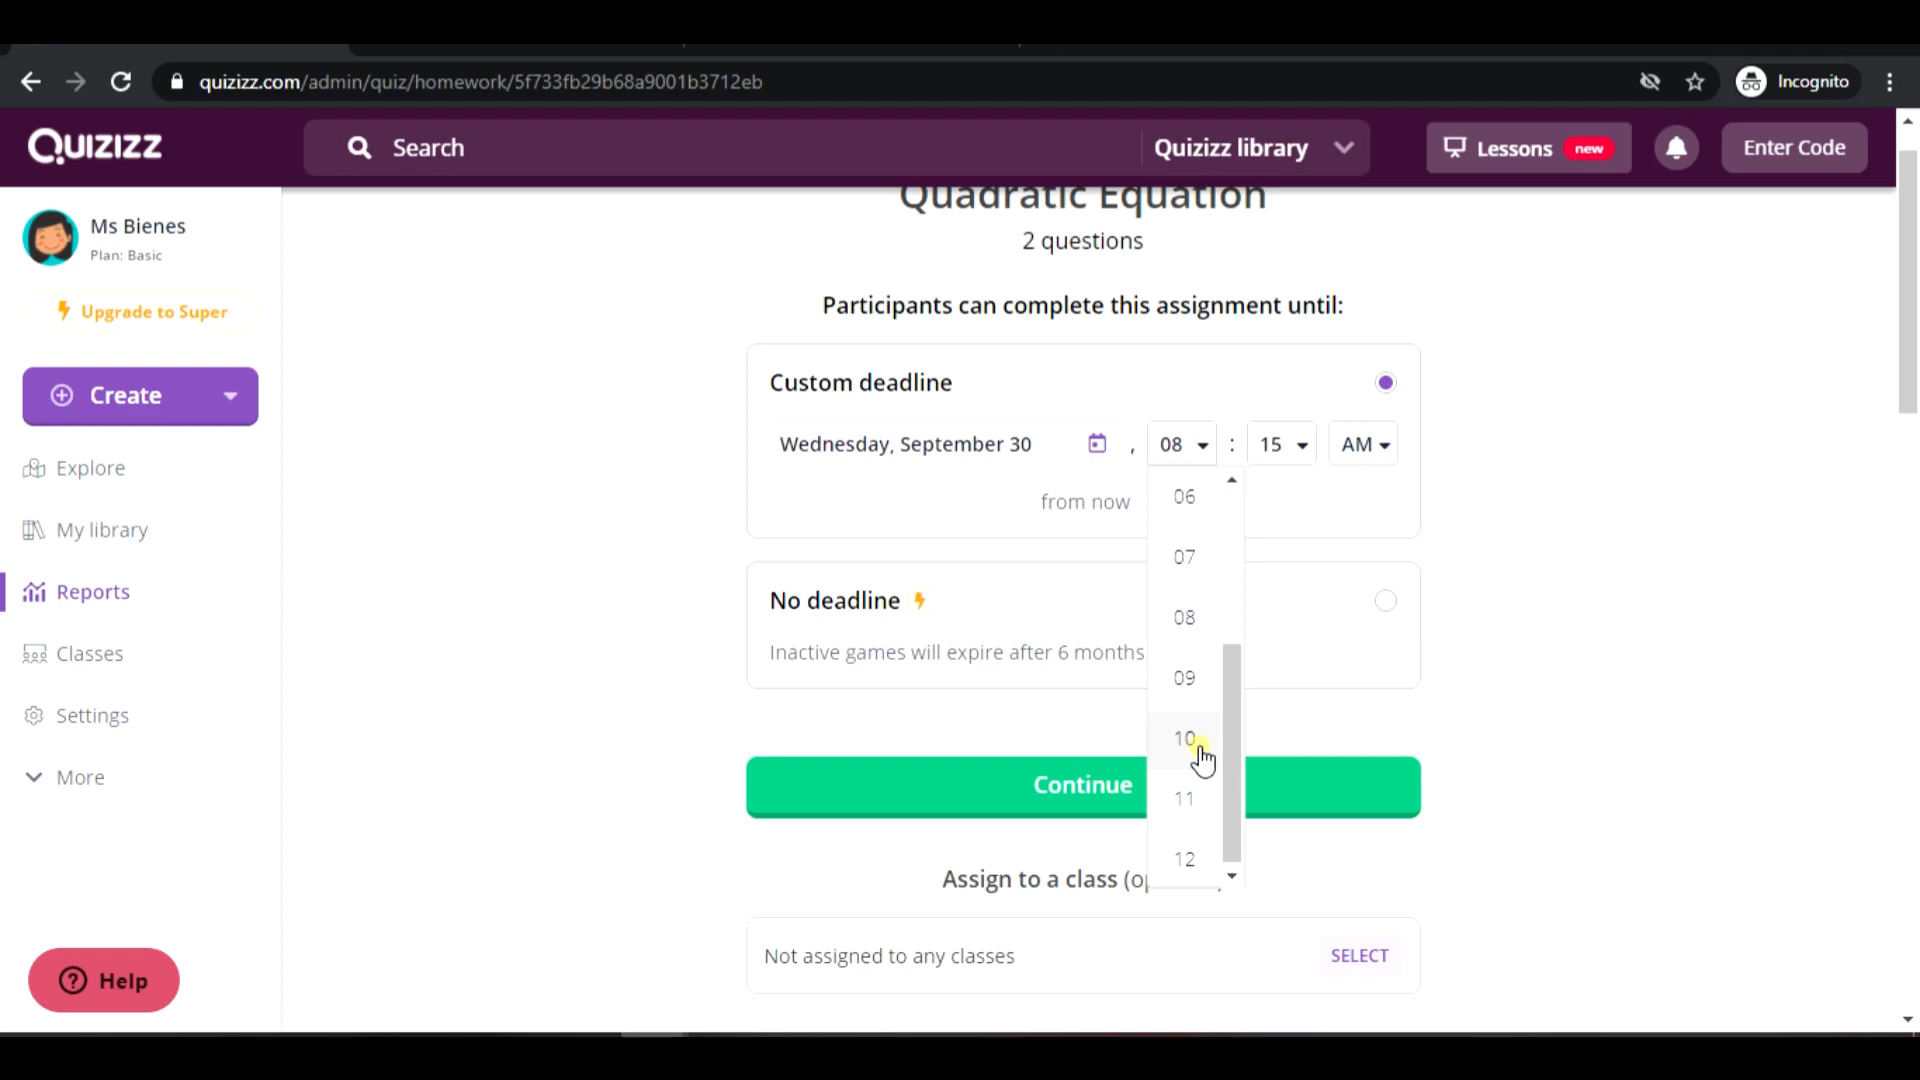 quizizz.com/admin/quiz/homework/5f733fb29b68a9001b3712eb
Incognito
QUIZIZZ
Search
Quizizz library
Lessons new
Enter Code
Ms Bienes
Plan: Basic
Upgrade to Super
Create
Explore
My library
Reports
Classes
Settings
More
Help
Quadratic Equation
2 questions
Participants can complete this assignment until:
Custom deadline
Wednesday, September 30 , 08 : 15 AM
from now
06
07
08
09
10
11
12
No deadline
Inactive games will expire after 6 months
Continue
Assign to a class
Not assigned to any classes
SELECT